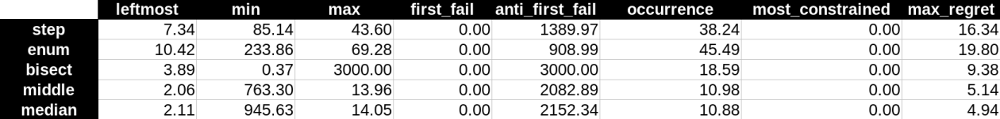 leftmost min max first_fail anti_first_fail occurrence most_constrained max_regret
step 7.34 85.14 43.60 0.00 1389.97 38.24 0.00 16.34
enum 10.42 233.86 69.28 0.00 908.99 45.49 0.00 19.80
bisect 3.89 0.37 3000.00 0.00 3000.00 18.59 0.00 9.38
middle 2.06 763.30 13.96 0.00 2082.89 10.98 0.00 5.14
median 2.11 945.63 14.05 0.00 2152.34 10.88 0.00 4.94